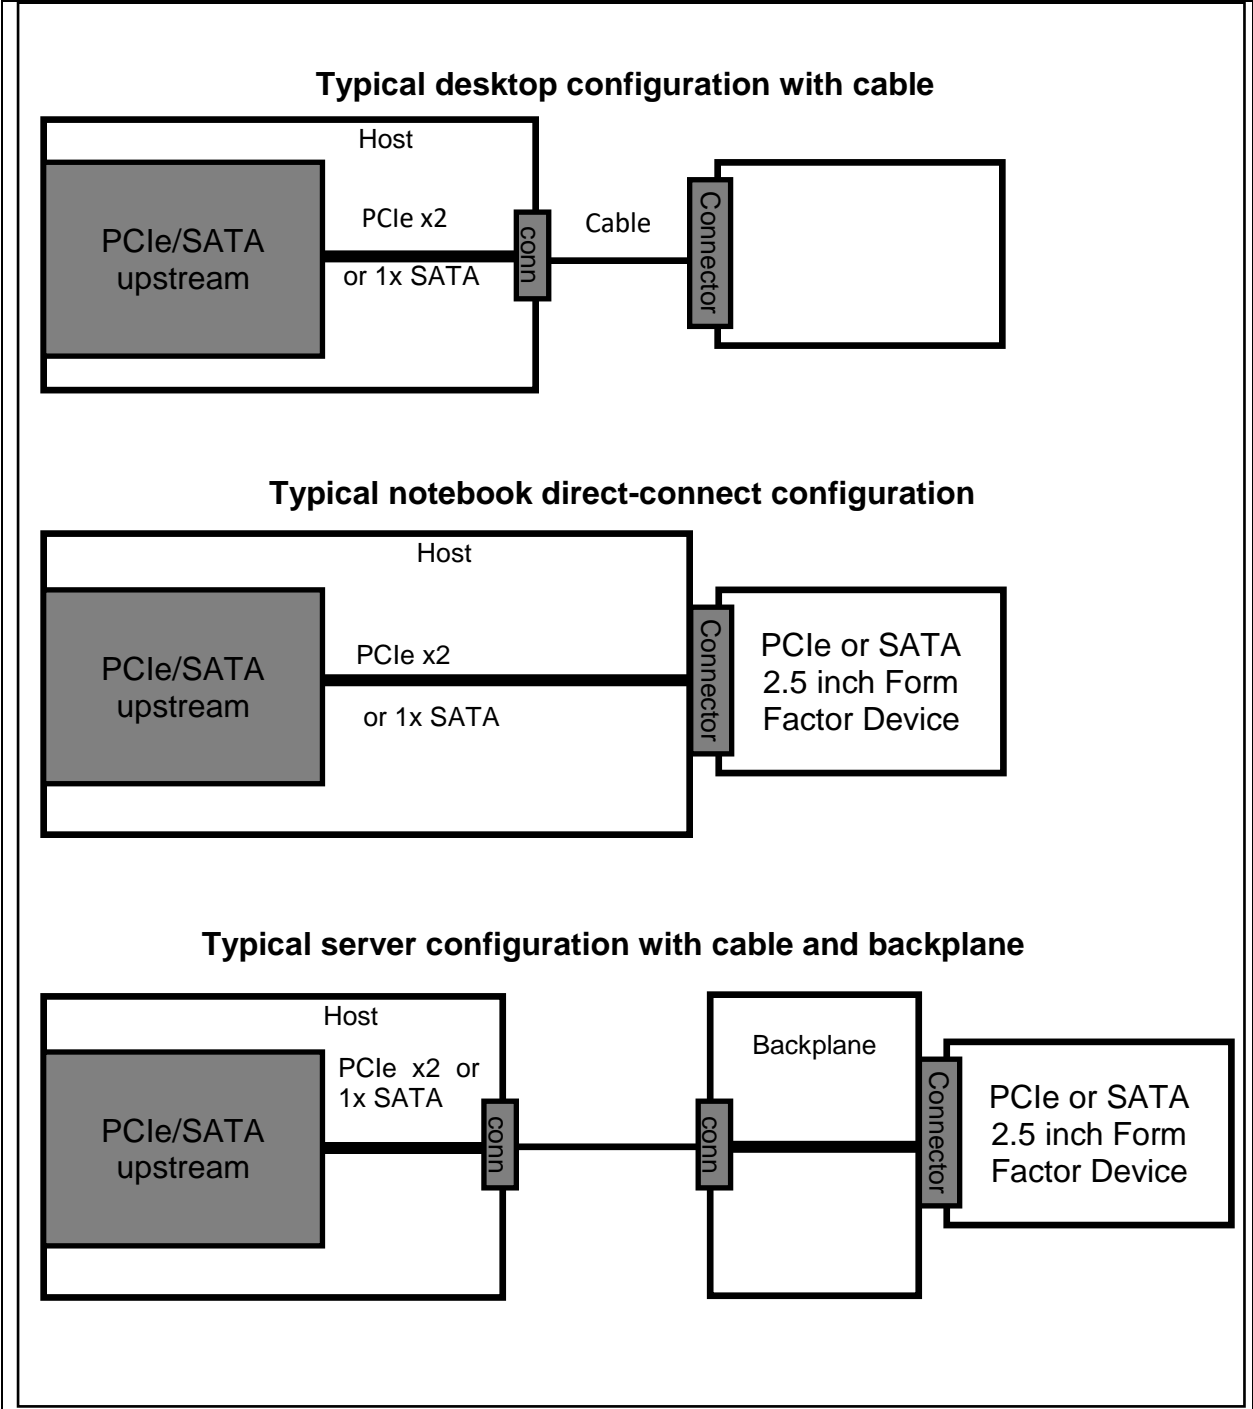 Typical desktop configuration with cable
Host
PCIe/SATA
upstream
PCIe x2
or 1x SATA
conn
Cable
Connector
Typical notebook direct-connect configuration
Host
PCIe/SATA
upstream
PCIe x2
or 1x SATA
Connector
PCIe or SATA
2.5 inch Form
Factor Device
Typical server configuration with cable and backplane
Host
PCIe/SATA
upstream
PCIe x2 or
1x SATA
conn
conn
Backplane
Connector
PCIe or SATA
2.5 inch Form
Factor Device